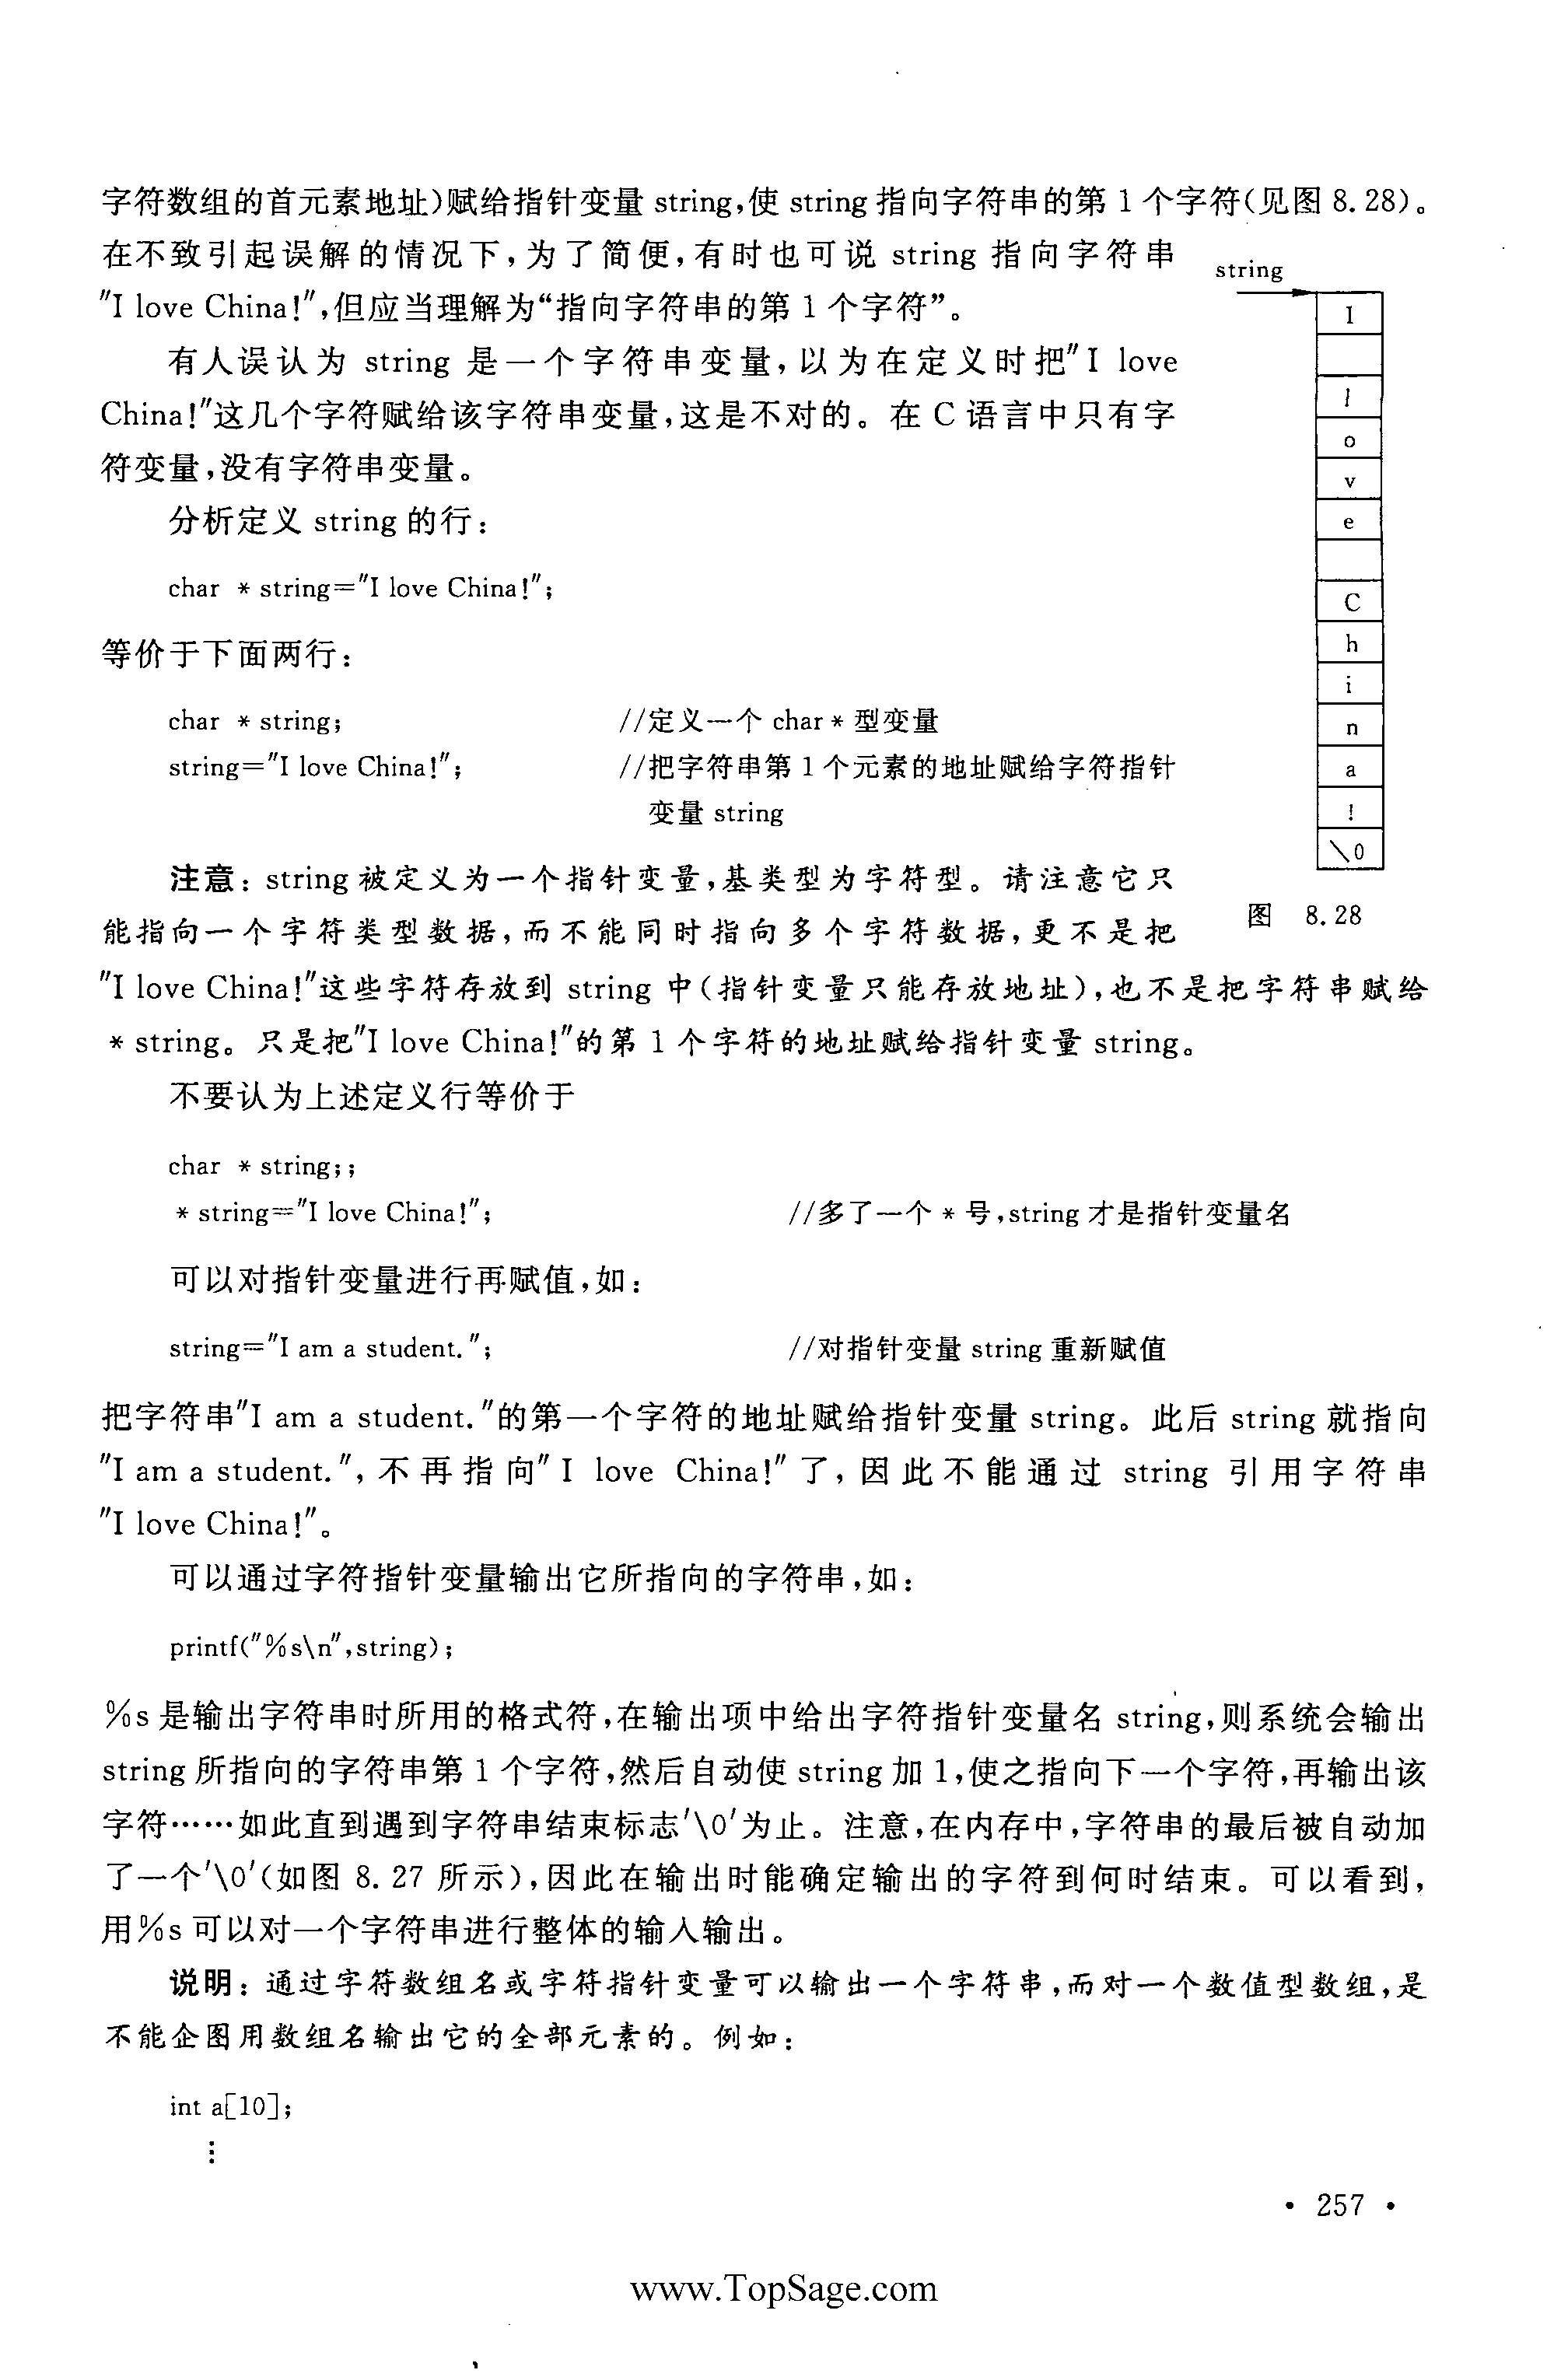 字符数组的首元素地址)赋给指针变量 string,使 string 指向字符串的第 1 个字符(见图 8.28)。
在不致引起误解的情况下,为了简便,有时也可说 string 指向字符串
"I love China!",但应当理解为“指向字符串的第 1 个字符”。
有人误认为 string 是一个字符串变量,以为在定义时把"I love
China!"这几个字符赋给该字符串变量,这是不对的。在 C 语言中只有字
符变量,没有字符串变量。
分析定义 string 的行:
char * string="I love China!";
等价于下面两行:
char * string; //定义一个 char * 型变量
string="I love China!"; //把字符串第 1 个元素的地址赋给字符指针
变量 string
string
I
l
o
v
e
C
h
i
n
a
!
\0
图 8.28
注意:string 被定义为一个指针变量,基类型为字符型。请注意它只
能指向一个字符类型数据,而不能同时指向多个字符数据,更不是把
"I love China!"这些字符存放到 string 中(指针变量只能存放地址),也不是把字符串赋给
* string。只是把"I love China!"的第 1 个字符的地址赋给指针变量 string。
不要认为上述定义行等价于
char * string;;
* string="I love China!"; //多了一个 * 号,string 才是指针变量名
可以对指针变量进行再赋值,如:
string="I am a student."; //对指针变量 string 重新赋值
把字符串"I am a student."的第一个字符的地址赋给指针变量 string。此后 string 就指向
"I am a student.",不再指向"I love China!"了,因此不能通过 string 引用字符串
"I love China!"。
可以通过字符指针变量输出它所指向的字符串,如:
printf("%s\n",string);
%s 是输出字符串时所用的格式符,在输出项中给出字符指针变量名 string,则系统会输出
string 所指向的字符串第 1 个字符,然后自动使 string 加 1,使之指向下一个字符,再输出该
字符……如此直到遇到字符串结束标志'\0'为止。注意,在内存中,字符串的最后被自动加
了一个'\0'(如图 8.27 所示),因此在输出时能确定输出的字符到何时结束。可以看到,
用%s 可以对一个字符串进行整体的输入输出。
说明:通过字符数组名或字符指针变量可以输出一个字符串,而对一个数值型数组,是
不能企图用数组名输出它的全部元素的。例如:
int a[10];
⋮
• 257 •
www.TopSage.com